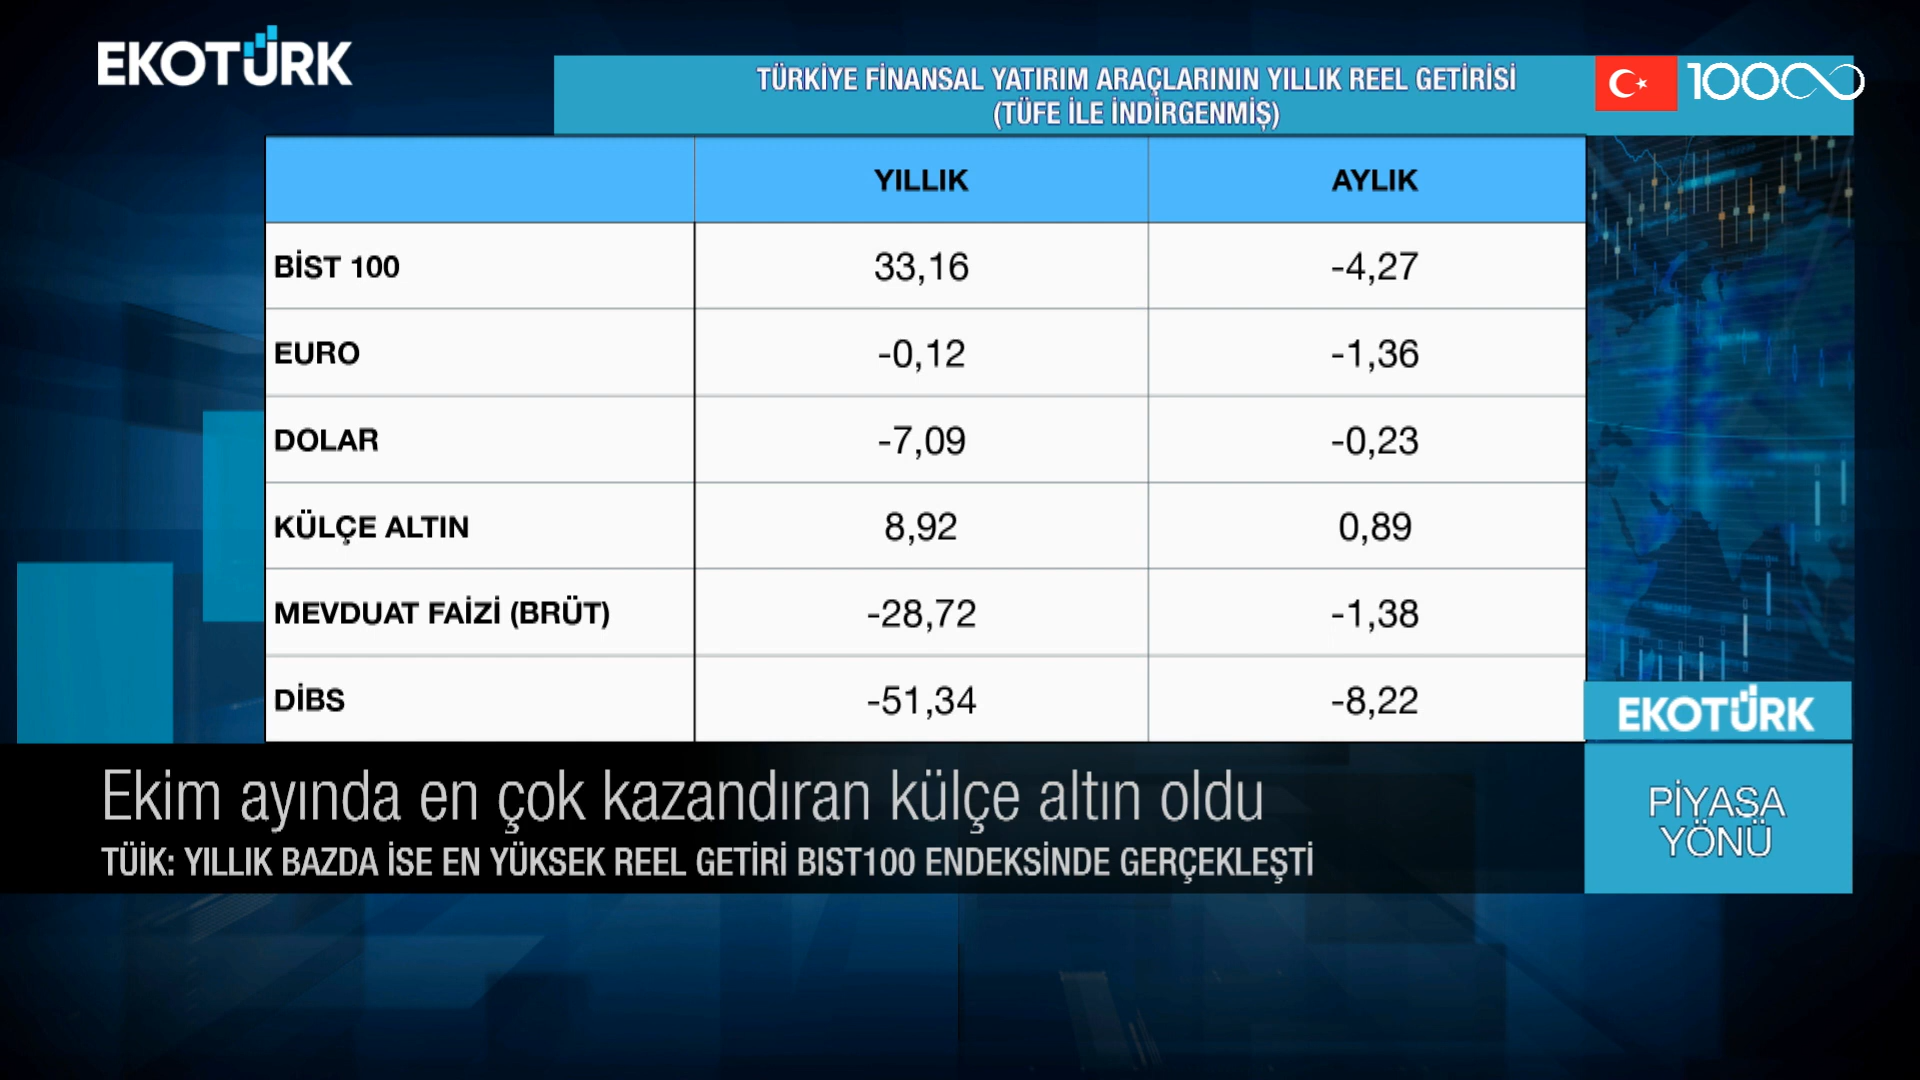 EKOTÜRK
TÜRKİYE FİNANSAL YATIRIM ARAÇLARININ YILLIK REEL GETİRİSİ
(TÜFE İLE İNDİRGENMİŞ)
100
YILLIK AYLIK
BİST 100 33,16 -4,27
EURO -0,12 -1,36
DOLAR -7,09 -0,23
KÜLÇE ALTIN 8,92 0,89
MEVDUAT FAİZİ (BRÜT) -28,72 -1,38
DİBS -51,34 -8,22
EKOTÜRK
Ekim ayında en çok kazandıran külçe altın oldu
TÜİK: YILLIK BAZDA İSE EN YÜKSEK REEL GETİRİ BIST100 ENDEKSİNDE GERÇEKLEŞTİ
PİYASA
YÖNÜ